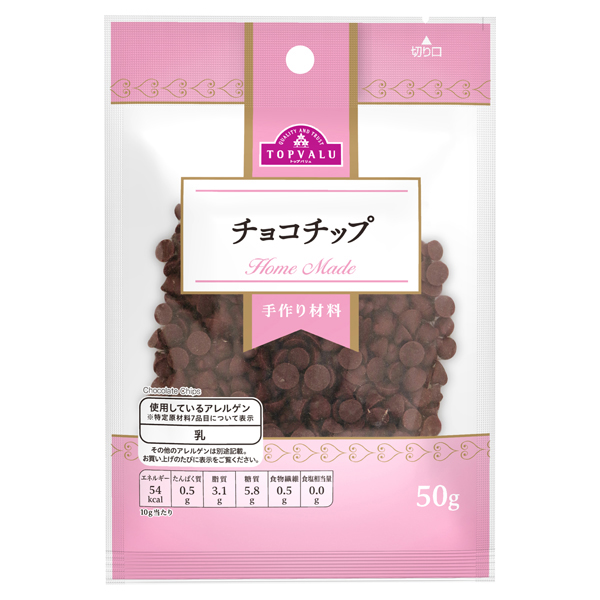 切り口
QUALITY AND TRUST
TOPVALU
トップバリュ
チョコチップ
Home Made
手作り材料
Chocolate Chips
使用しているアレルゲン
※特定原材料7品目について表示
乳
その他のアレルゲンは別途記載。
お買い上げのたびに表示をご覧ください。
エネルギー たんぱく質 脂質 糖質 食物繊維 食塩相当量
54 kcal 0.5 g 3.1 g 5.8 g 0.5 g 0.0 g
10g当たり
50g